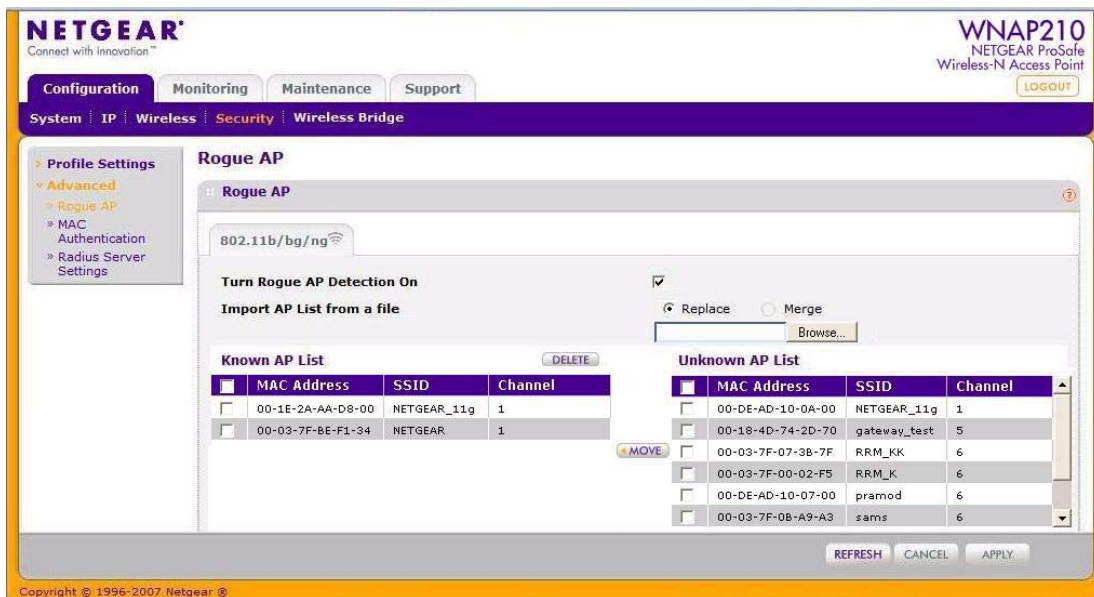 NETGEAR®
Connect with Innovation™
WNAP210
NETGEAR ProSafe
Wireless-N Access Point
Configuration Monitoring Maintenance Support
LOGOUT
System IP Wireless Security Wireless Bridge
Profile Settings
Advanced
Rogue AP
MAC
Authentication
Radius Server
Settings
Rogue AP
Rogue AP
?
802.11b/bg/ng
Turn Rogue AP Detection On
Import AP List from a file
Replace Merge
Browse...
Known AP List DELETE
MAC Address SSID Channel
00-1E-2A-AA-D8-00 NETGEAR_11g 1
00-03-7F-BE-F1-34 NETGEAR 1
MOVE
Unknown AP List
MAC Address SSID Channel
00-DE-AD-10-0A-00 NETGEAR_11g 1
00-18-4D-74-2D-70 gateway_test 5
00-03-7F-07-3B-7F RRM_KK 6
00-03-7F-00-02-F5 RRM_K 6
00-DE-AD-10-07-00 pramod 6
00-03-7F-0B-A9-A3 sams 6
REFRESH CANCEL APPLY
Copyright © 1996-2007 Netgear ®